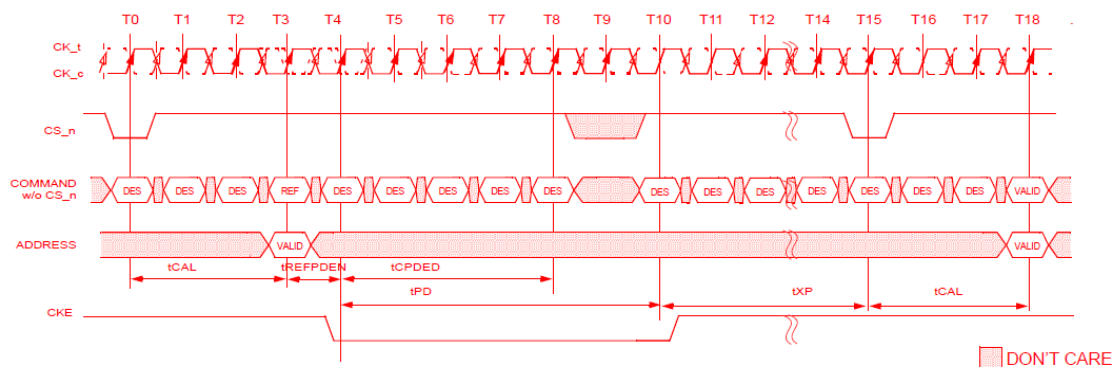 T0 T1 T2 T3 T4 T5 T6 T7 T8 T9 T10 T11 T12 T14 T15 T16 T17 T18
CK_t
CK_c
CS_n
COMMAND
w/o CS_n
DES DES DES REF DES DES DES DES DES DES DES DES DES DES DES DES VALID
ADDRESS
VALID VALID
tCAL tREFPDEN tCPDED
tPD tXP tCAL
CKE
DON'T CARE